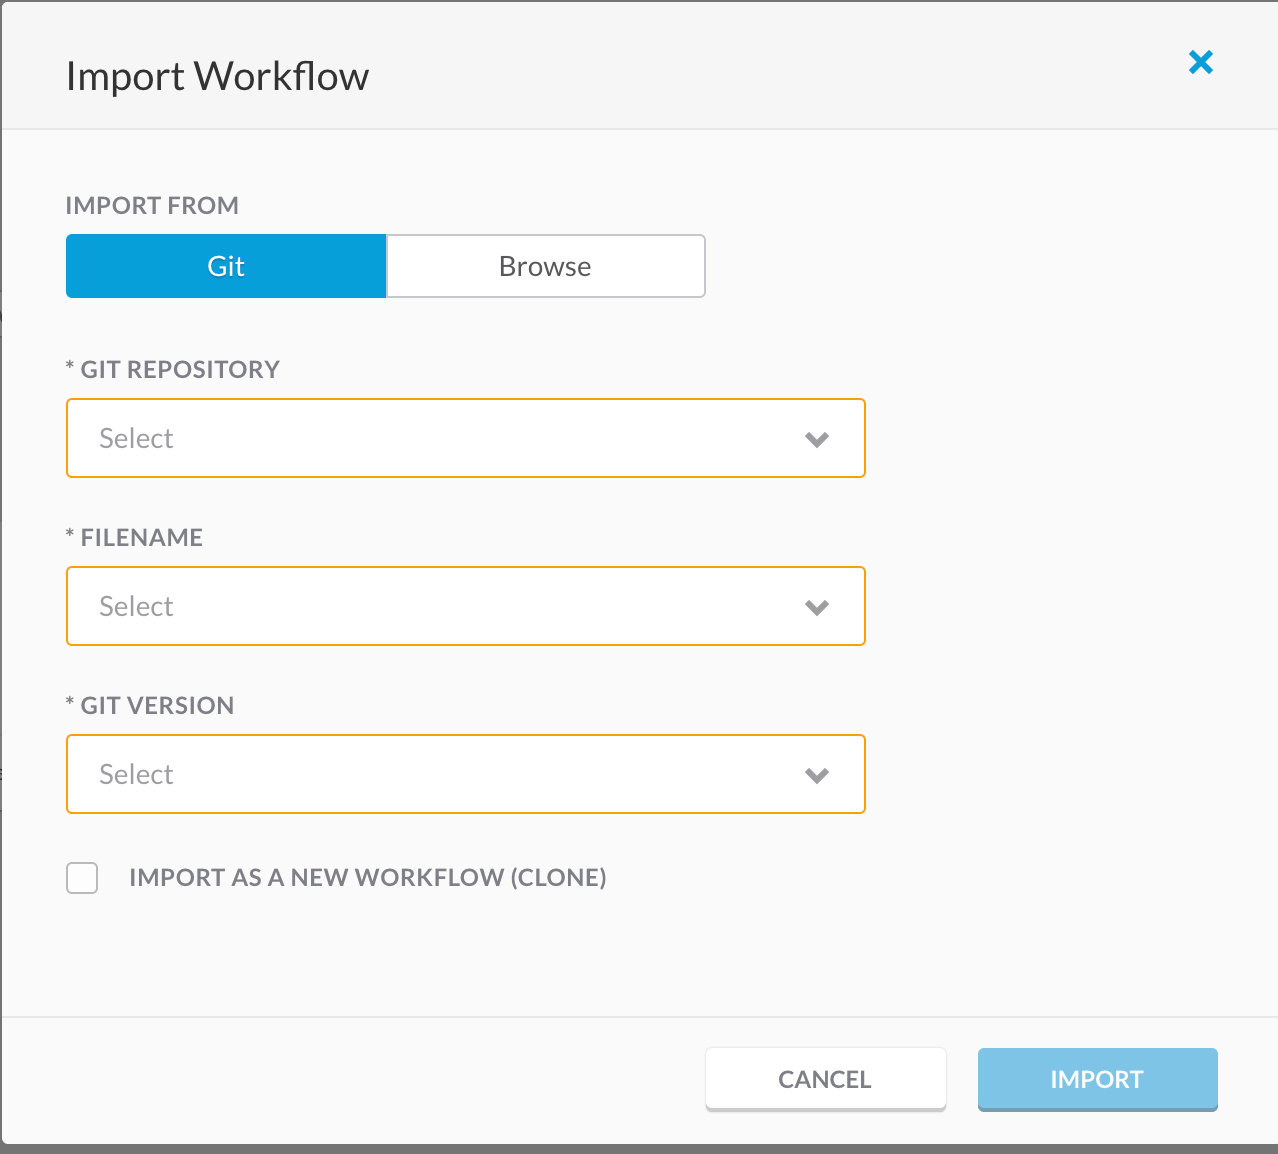 Import Workflow
IMPORT FROM
Git
Browse
* GIT REPOSITORY
Select
* FILENAME
Select
* GIT VERSION
Select
IMPORT AS A NEW WORKFLOW (CLONE)
CANCEL
IMPORT